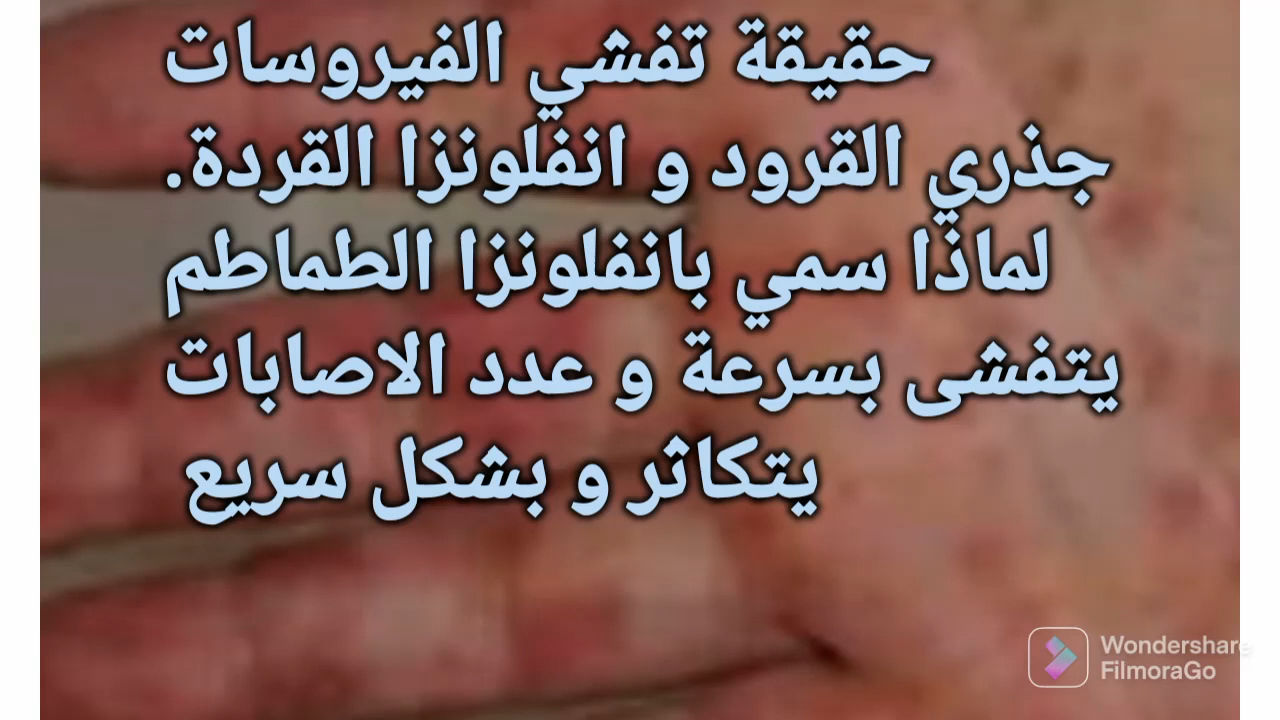 حقيقة تفشي الفيروسات
جذري القرود و انفلونزا القردة.
لماذا سمي بانفلونزا الطماطم
يتفشى بسرعة و عدد الاصابات
يتكاثر و بشكل سريع
Wondershare
FilmoraGo